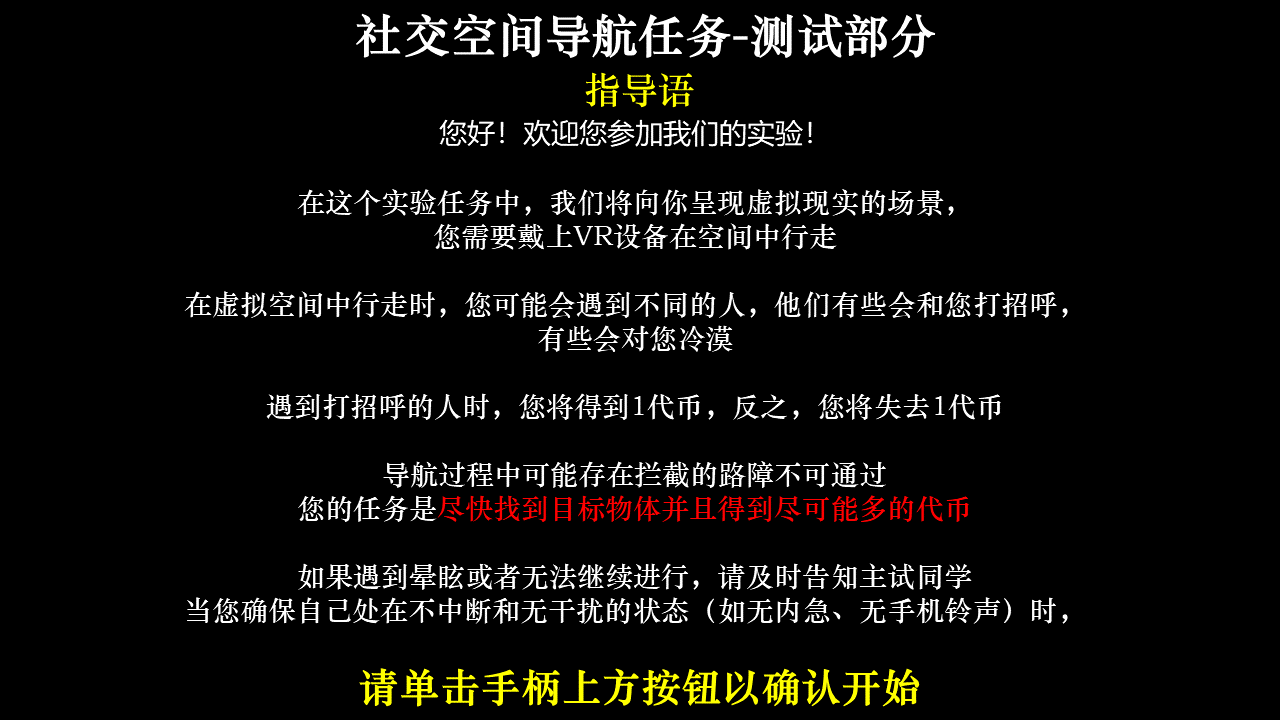 社交空间导航任务-测试部分
指导语
您好！欢迎您参加我们的实验！
在这个实验任务中，我们将向你呈现虚拟现实的场景，
您需要戴上VR设备在空间中行走
在虚拟空间中行走时，您可能会遇到不同的人，他们有些会和您打招呼，
有些会对您冷漠
遇到打招呼的人时，您将得到1代币，反之，您将失去1代币
导航过程中可能存在拦截的路障不可通过
您的任务是尽快找到目标物体并且得到尽可能多的代币
如果遇到晕眩或者无法继续进行，请及时告知主试同学
当您确保自己处在不中断和无干扰的状态（如无内急、无手机铃声）时，
请单击手柄上方按钮以确认开始